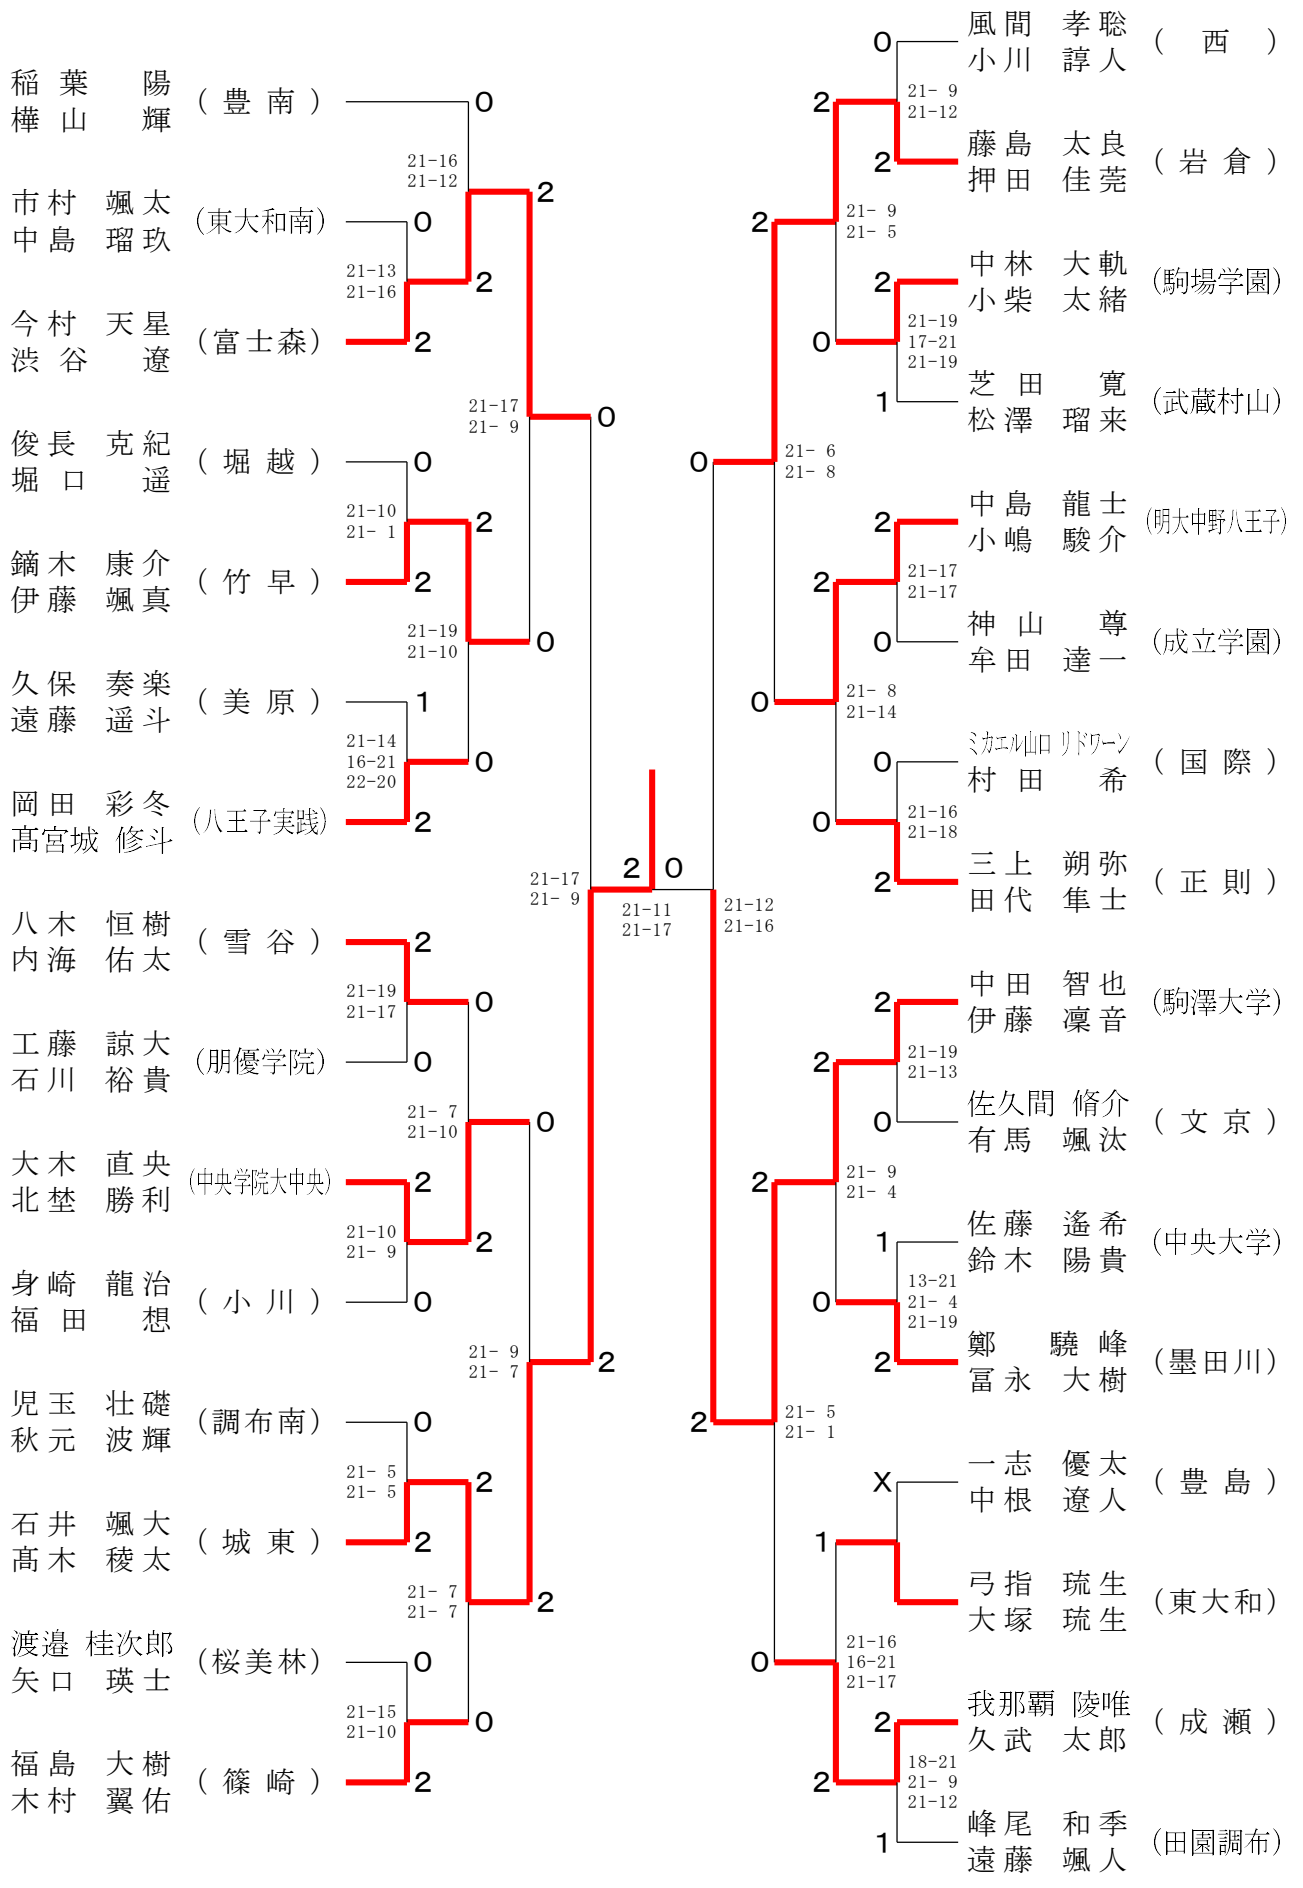 稲葉 陽
樺山 輝
(豊南)
0
21-16
21-12
2
市村 颯太
中島 瑠玖
(東大和南)
0
21-13
21-16
2
今村 天星
渋谷 遼
(富士森)
2
21-17
21- 9
0
俊長 克紀
堀口 遥
(堀越)
0
21-10
21- 1
2
鏑木 康介
伊藤 颯真
(竹早)
2
21-19
21-10
0
久保 奏楽
遠藤 遥斗
(美原)
1
21-14
16-21
22-20
0
岡田 彩冬
髙宮城 修斗
(八王子実践)
2
21-17
21- 9
八木 恒樹
内海 佑太
(雪谷)
2
21-19
21-17
0
工藤 諒大
石川 裕貴
(朋優学院)
0
21- 7
21-10
0
大木 直央
北埜 勝利
(中央学院大中央)
2
21-10
21- 9
2
身崎 龍治
福田 想
(小川)
0
21- 9
21- 7
2
児玉 壮礎
秋元 波輝
(調布南)
0
21- 5
21- 5
2
石井 颯大
髙木 稜太
(城東)
2
21- 7
21- 7
2
渡邉 桂次郎
矢口 瑛士
(桜美林)
0
21-15
21-10
0
福島 大樹
木村 翼佑
(篠崎)
2
2
0
21-11
21-17
0
風間 孝聡
小川 諄人
(西)
2
21- 9
21-12
2
藤島 太良
押田 佳莞
(岩倉)
2
21- 9
21- 5
2
中林 大軌
小柴 太緒
(駒場学園)
0
21-19
17-21
21-19
1
芝田 寛
松澤 瑠来
(武蔵村山)
0
21- 6
21- 8
2
中島 龍士
小嶋 駿介
(明大中野八王子)
2
21-17
21-17
0
神山 尊
牟田 達一
(成立学園)
0
21- 8
21-14
0
ミカエル山口 リドワーン
村田 希
(国際)
0
21-16
21-18
2
三上 朔弥
田代 隼士
(正則)
21-12
21-16
2
中田 智也
伊藤 凜音
(駒澤大学)
2
21-19
21-13
0
佐久間 脩介
有馬 颯汰
(文京)
2
21- 9
21- 4
1
佐藤 遙希
鈴木 陽貴
(中央大学)
0
13-21
21- 4
21-19
2
鄭 驍峰
冨永 大樹
(墨田川)
2
21- 5
21- 1
X
一志 優太
中根 遼人
(豊島)
1
弓指 琉生
大塚 琉生
(東大和)
0
21-16
16-21
21-17
2
我那覇 陵唯
久武 太郎
(成瀬)
2
18-21
21- 9
21-12
1
峰尾 和季
遠藤 颯人
(田園調布)